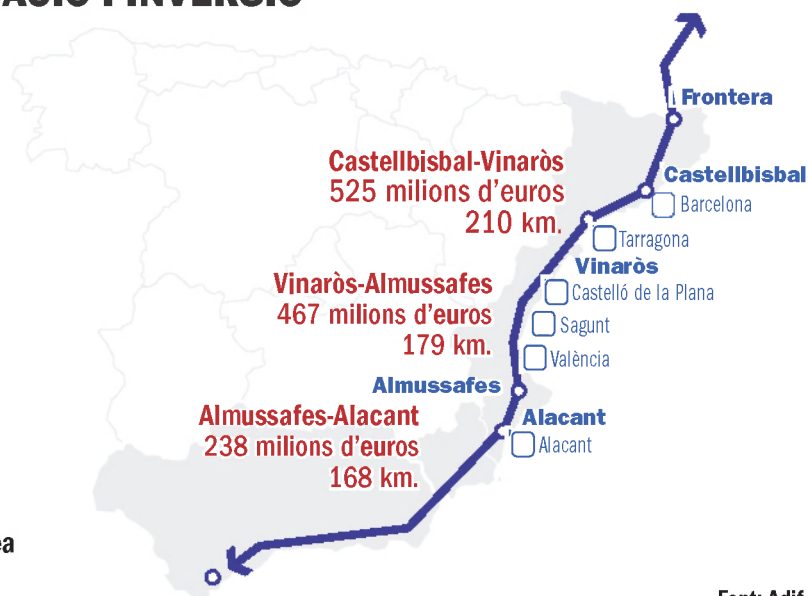 Frontera
Castellbisbal-Vinaròs
525 milions d'euros
210 km.
Castellbisbal
Barcelona
Tarragona
Vinaròs
Castelló de la Plana
Vinaròs-Almussafes
467 milions d'euros
179 km.
Sagunt
València
Almussafes
Almussafes-Alacant
238 milions d'euros
168 km.
Alacant
Alacant